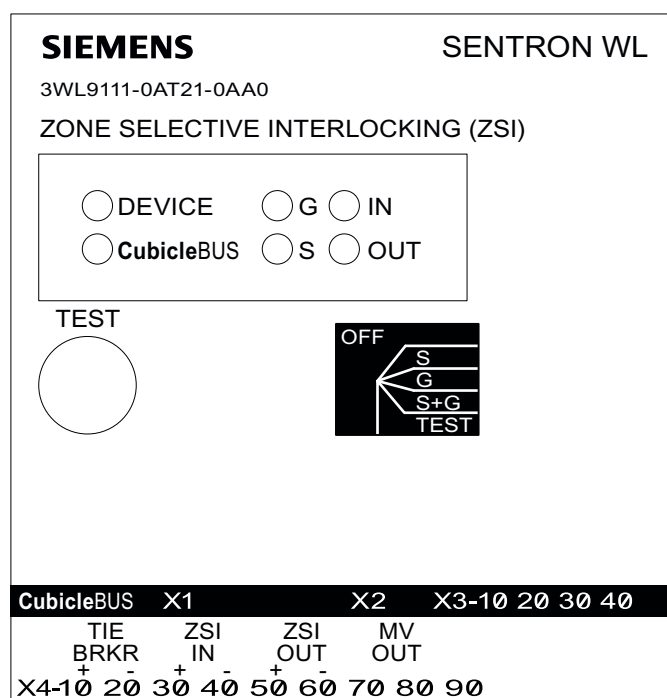 SIEMENS SENTRON WL
3WL9111-0AT21-0AA0
ZONE SELECTIVE INTERLOCKING (ZSI)
DEVICE G IN
CubicleBUS S OUT
TEST
OFF
S
G
S+G
TEST
CubicleBUS X1 X2 X3-10 20 30 40
TIE ZSI ZSI MV
BRKR IN OUT OUT
+ - + - + -
X4-10 20 30 40 50 60 70 80 90